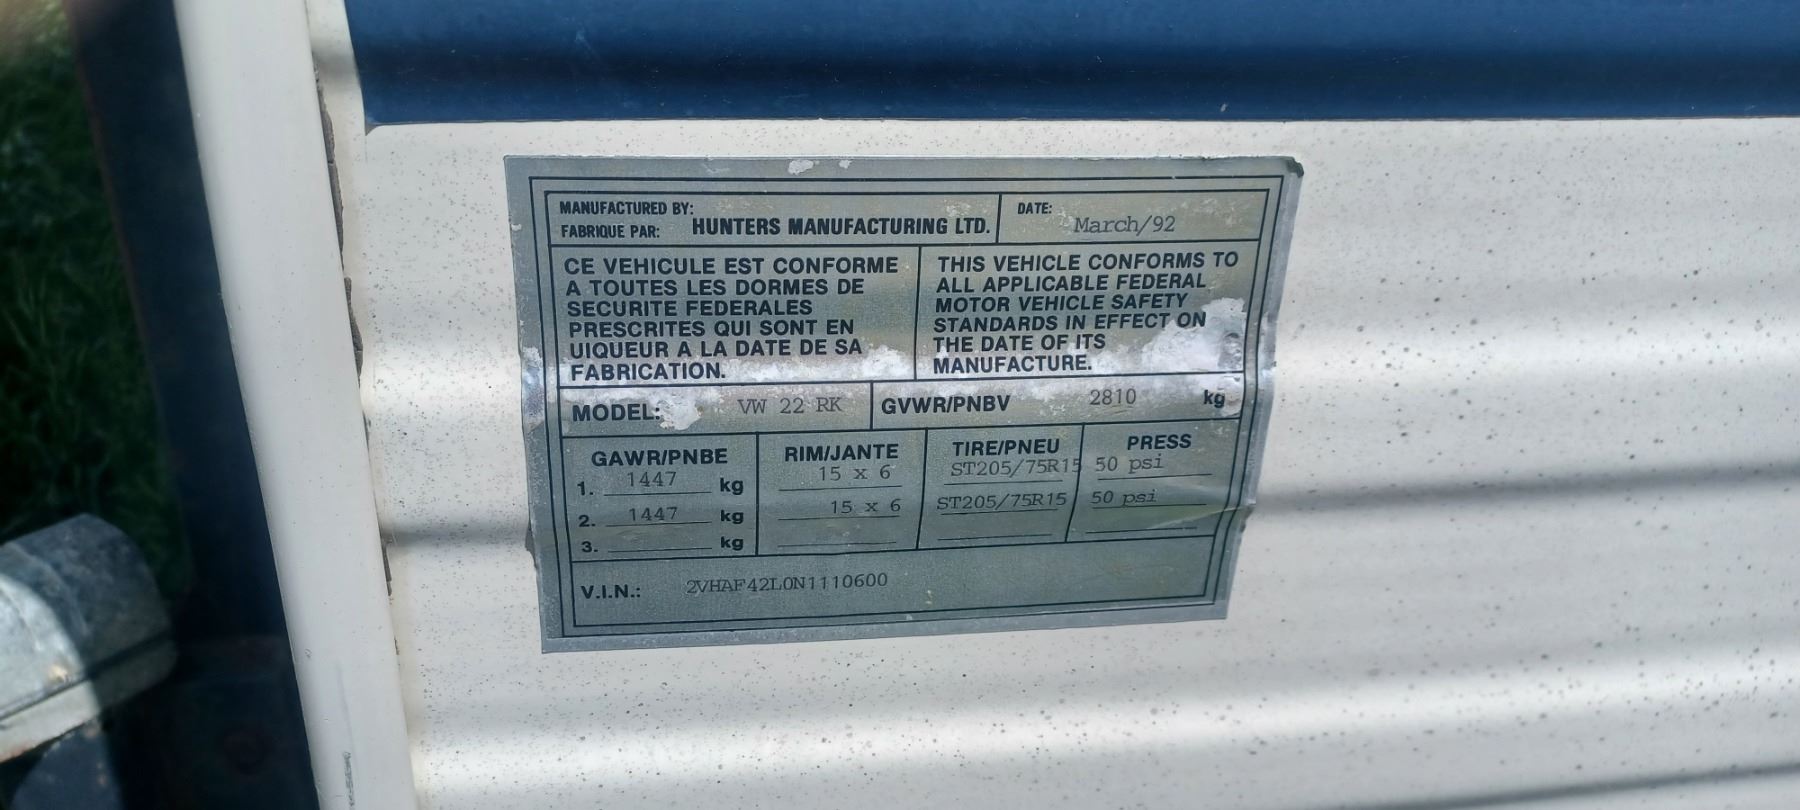 MANUFACTURED BY:
FABRIQUE PAR: HUNTERS MANUFACTURING LTD.
DATE: March/92
CE VEHICULE EST CONFORME
A TOUTES LES DORMES DE
SECURITE FEDERALES
PRESCRITES QUI SONT EN
UIQUEUR A LA DATE DE SA
FABRICATION.
THIS VEHICLE CONFORMS TO
ALL APPLICABLE FEDERAL
MOTOR VEHICLE SAFETY
STANDARDS IN EFFECT ON
THE DATE OF ITS
MANUFACTURE.
MODEL: VW 22 RK GVWR/PNBV 2810 kg
GAWR/PNBE RIM/JANTE TIRE/PNEU PRESS
1. 1447 kg 15 x 6 ST205/75R15 50 psi
2. 1447 kg 15 x 6 ST205/75R15 50 psi
3. kg
V.I.N.: 2VHAF42L0N1110600